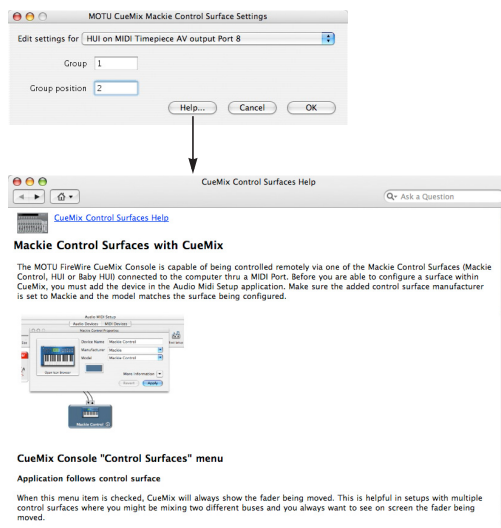 MOTU CueMix Mackie Control Surface Settings
Edit settings for HUI on MIDI Timepiece AV output Port 8
Group 1
Group position 2
Help... Cancel OK
CueMix Control Surfaces Help
Ask a Question
CueMix Control Surfaces Help
Mackie Control Surfaces with CueMix
The MOTU FireWire CueMix Console is capable of being controlled remotely via one of the Mackie Control Surfaces (Mackie
Control, HUI or Baby HUI) connected to the computer thru a MIDI Port. Before you are able to configure a surface within
CueMix, you must add the device in the Audio Midi Setup application. Make sure the added control surface manufacturer
is set to Mackie and the model matches the surface being configured.
Audio MIDI Setup
Audio Devices MIDI Devices
Mackie Control Properties
Device Name Mackie Control
Manufacturer Mackie
Model Mackie Control
More Information
Revert Apply
Mackie Control
CueMix Console "Control Surfaces" menu
Application follows control surface
When this menu item is checked, CueMix will always show the fader being moved. This is helpful in setups with multiple
control surfaces where you might be mixing two different buses and you always want to see on screen the fader being
moved.